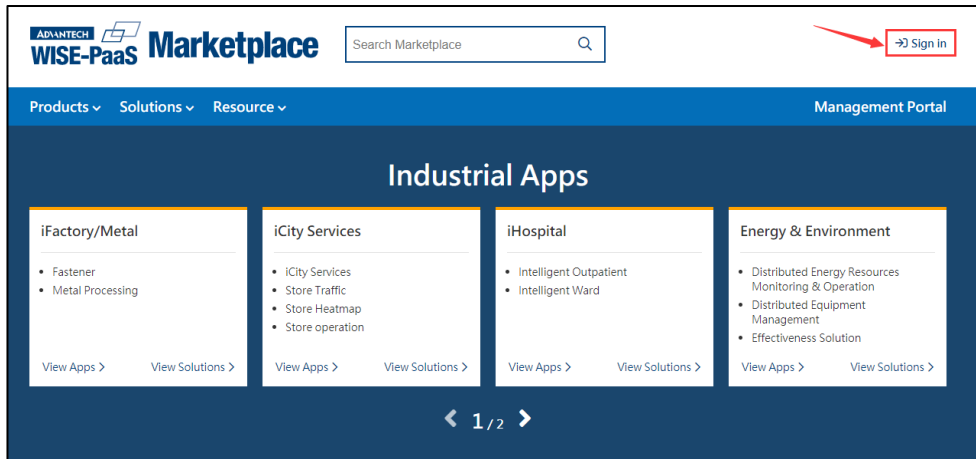 ADVANTECH
WISE-PaaS Marketplace
Search Marketplace
Sign in
Products
Solutions
Resource
Management Portal
Industrial Apps
iFactory/Metal
• Fastener
• Metal Processing
View Apps >
View Solutions >
iCity Services
• iCity Services
• Store Traffic
• Store Heatmap
• Store operation
View Apps >
View Solutions >
iHospital
• Intelligent Outpatient
• Intelligent Ward
View Apps >
View Solutions >
Energy & Environment
• Distributed Energy Resources
Monitoring & Operation
• Distributed Equipment
Management
• Effectiveness Solution
View Apps >
View Solutions >
1/2